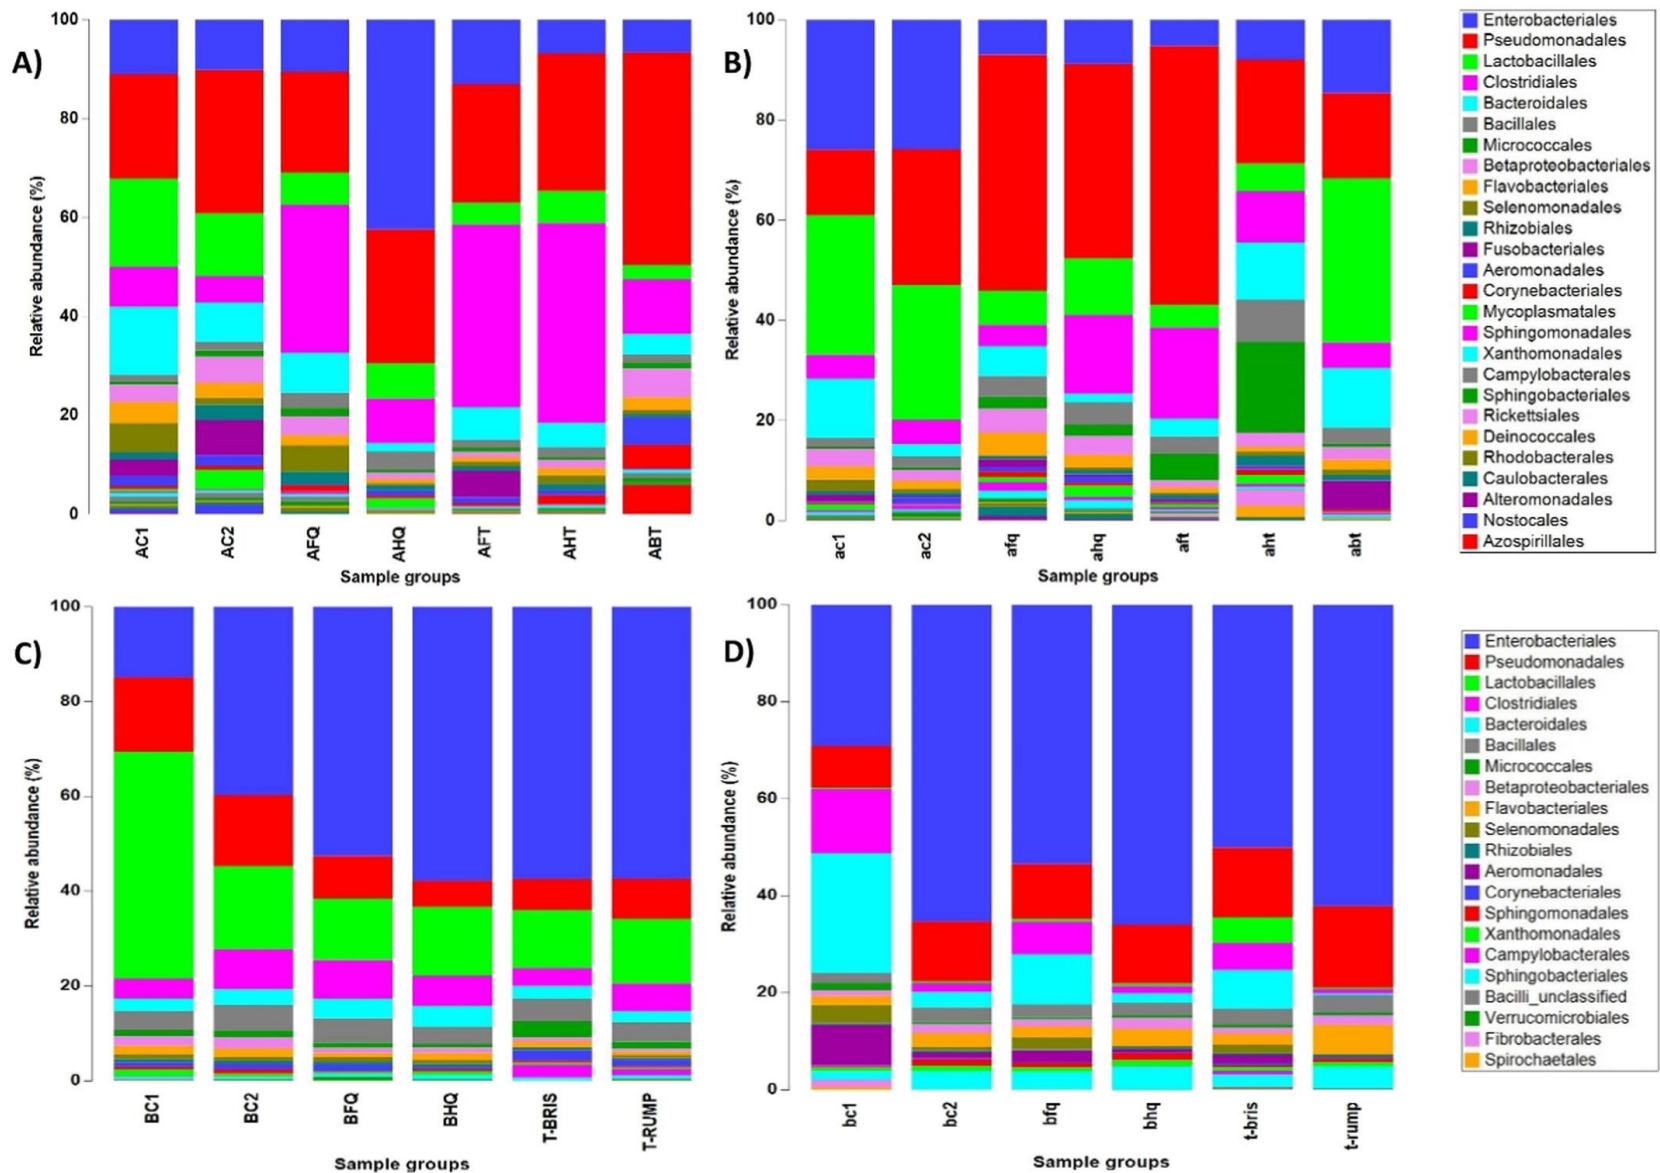 A)
100
80
60
40
20
0
Relative abundance (%)
AC1
AC2
AFQ
AHQ
AFT
AHT
ABT
Sample groups
B)
100
80
60
40
20
0
Relative abundance (%)
ac1
ac2
afq
ahq
aft
aht
abt
Sample groups
Enterobacteriales
Pseudomonadales
Lactobacillales
Clostridiales
Bacteroidales
Bacillales
Micrococcales
Betaproteobacteriales
Flavobacteriales
Selenomonadales
Rhizobiales
Fusobacteriales
Aeromonadales
Corynebacteriales
Mycoplasmatales
Sphingomonadales
Xanthomonadales
Campylobacterales
Sphingobacteriales
Rickettsiales
Deinococcales
Rhodobacterales
Caulobacterales
Alteromonadales
Nostocales
Azospirillales
C)
100
80
60
40
20
0
Relative abundance (%)
BC1
BC2
BFQ
BHQ
T-BRIS
T-RUMP
Sample groups
D)
100
80
60
40
20
0
Relative abundance (%)
bc1
bc2
bfq
bhq
t-bris
t-rump
Sample groups
Enterobacteriales
Pseudomonadales
Lactobacillales
Clostridiales
Bacteroidales
Bacillales
Micrococcales
Betaproteobacteriales
Flavobacteriales
Selenomonadales
Rhizobiales
Aeromonadales
Corynebacteriales
Sphingomonadales
Xanthomonadales
Campylobacterales
Sphingobacteriales
Bacilli_unclassified
Verrucomicrobiales
Fibrobacterales
Spirochaetales